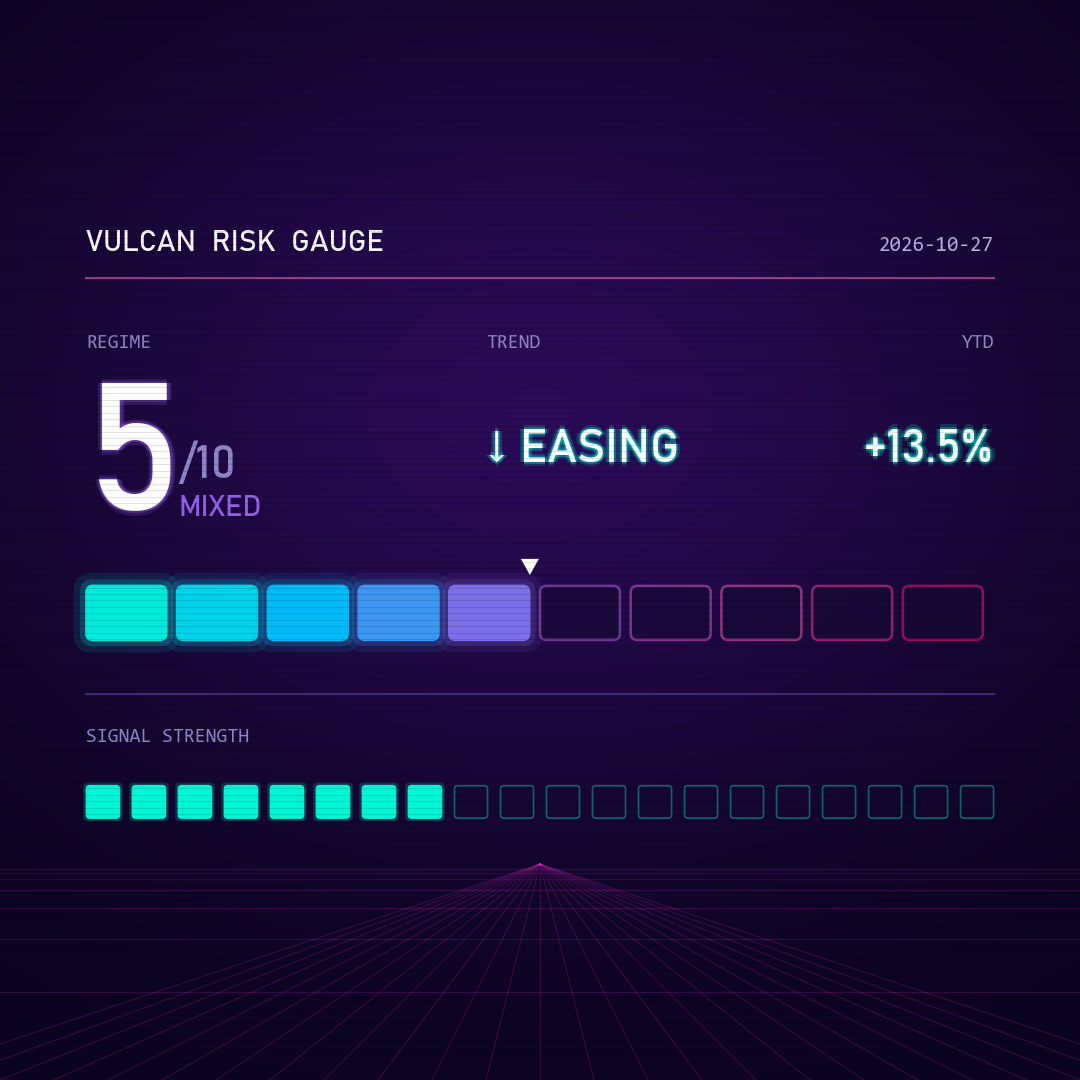 VULCAN RISK GAUGE
2026-10-27
REGIME
TREND
YTD
5/10
MIXED
↓ EASING
+13.5%
SIGNAL STRENGTH